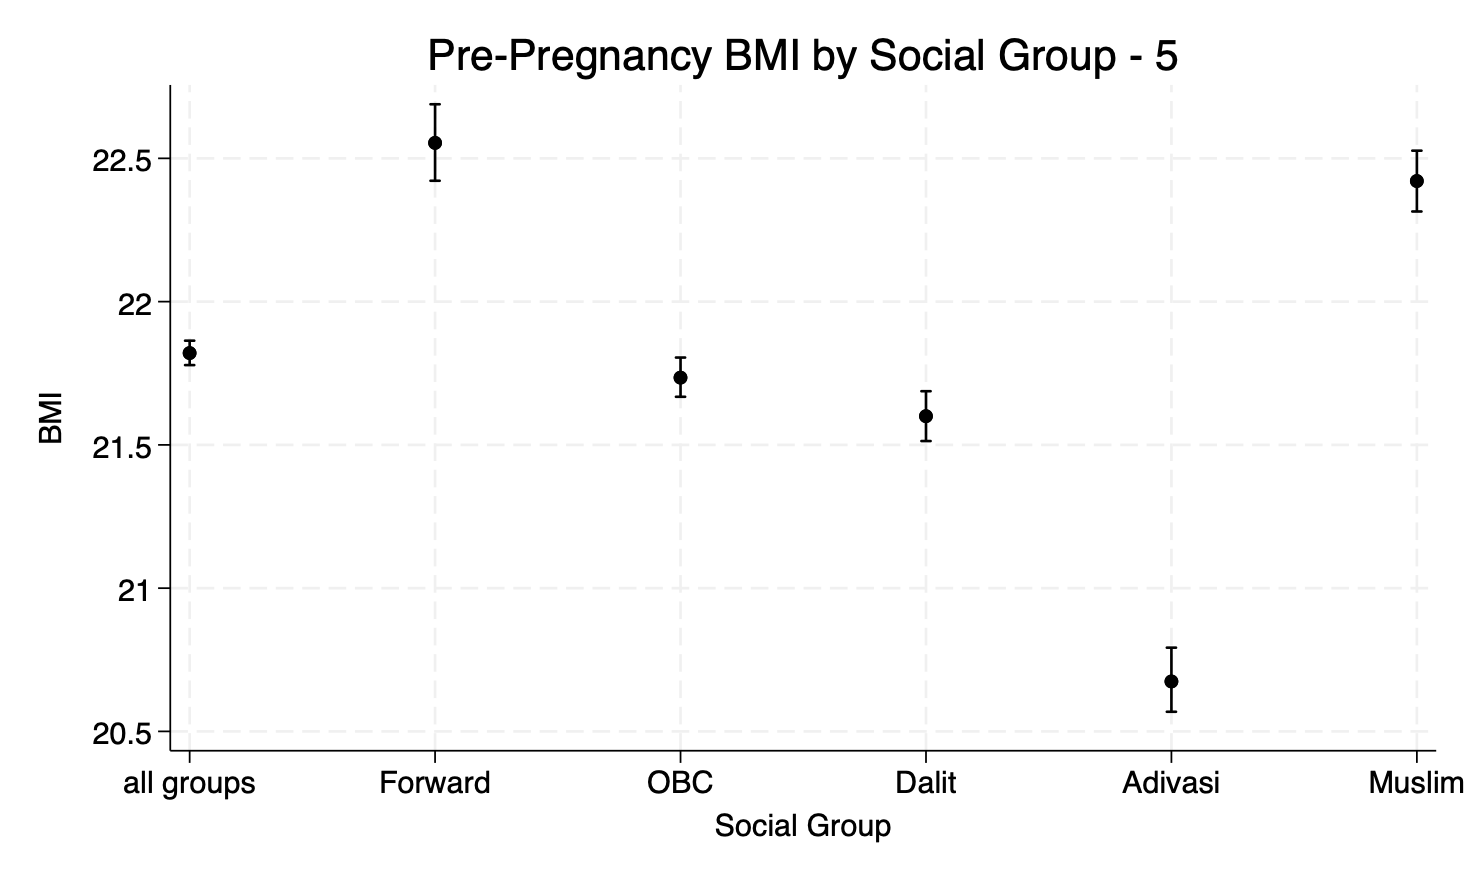 Pre-Pregnancy BMI by Social Group - 5
22.5
22
21.5
21
20.5
BMI
all groups Forward OBC Dalit Adivasi Muslim
Social Group